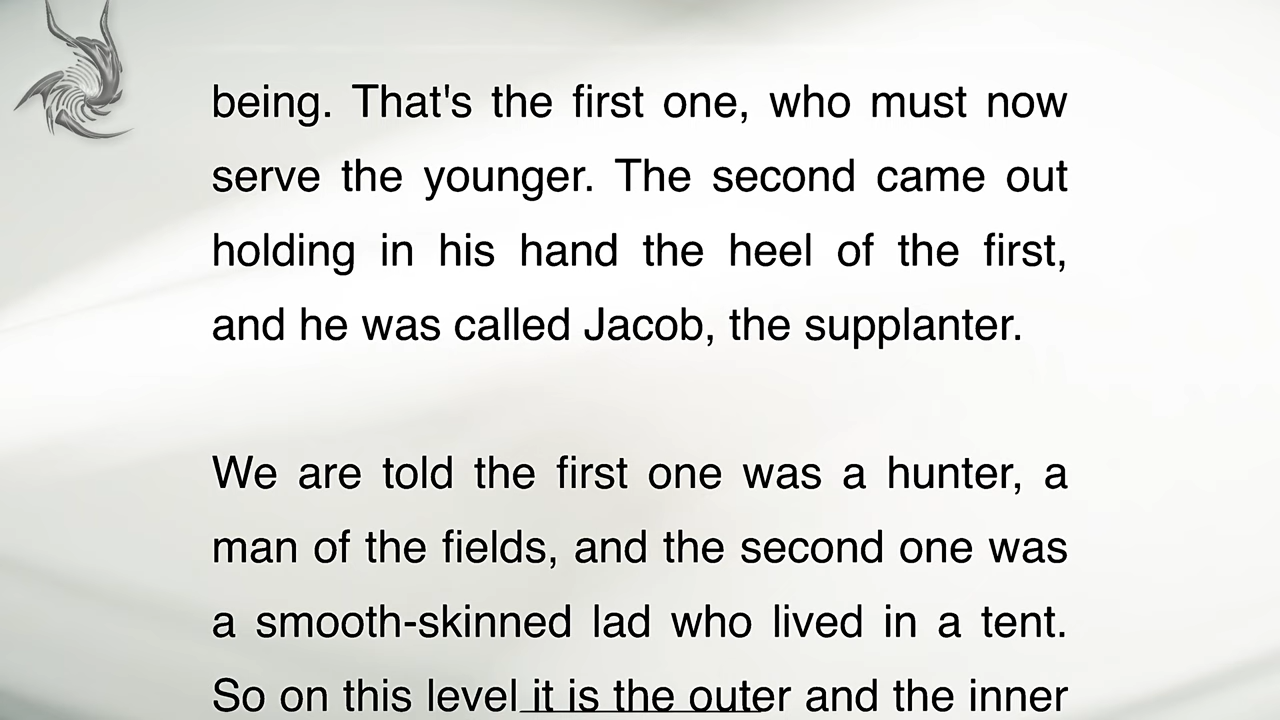 being. That's the first one, who must now
serve the younger. The second came out
holding in his hand the heel of the first,
and he was called Jacob, the supplanter.
We are told the first one was a hunter, a
man of the fields, and the second one was
a smooth-skinned lad who lived in a tent.
So on this level it is the outer and the inner